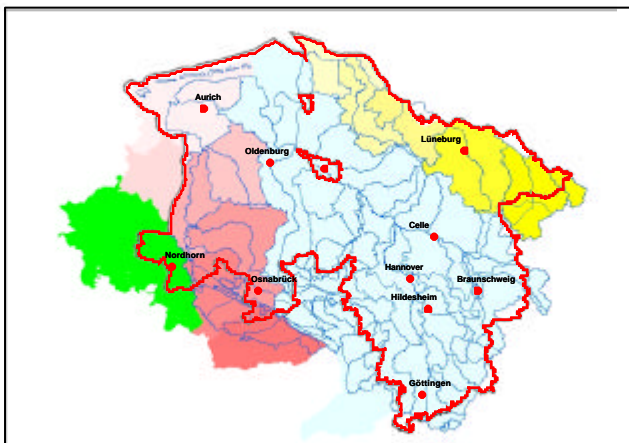 Aurich
Lüneburg
Oldenburg
Celle
Nordhorn
Hannover
Osnabrück
Braunschweig
Hildesheim
Göttingen